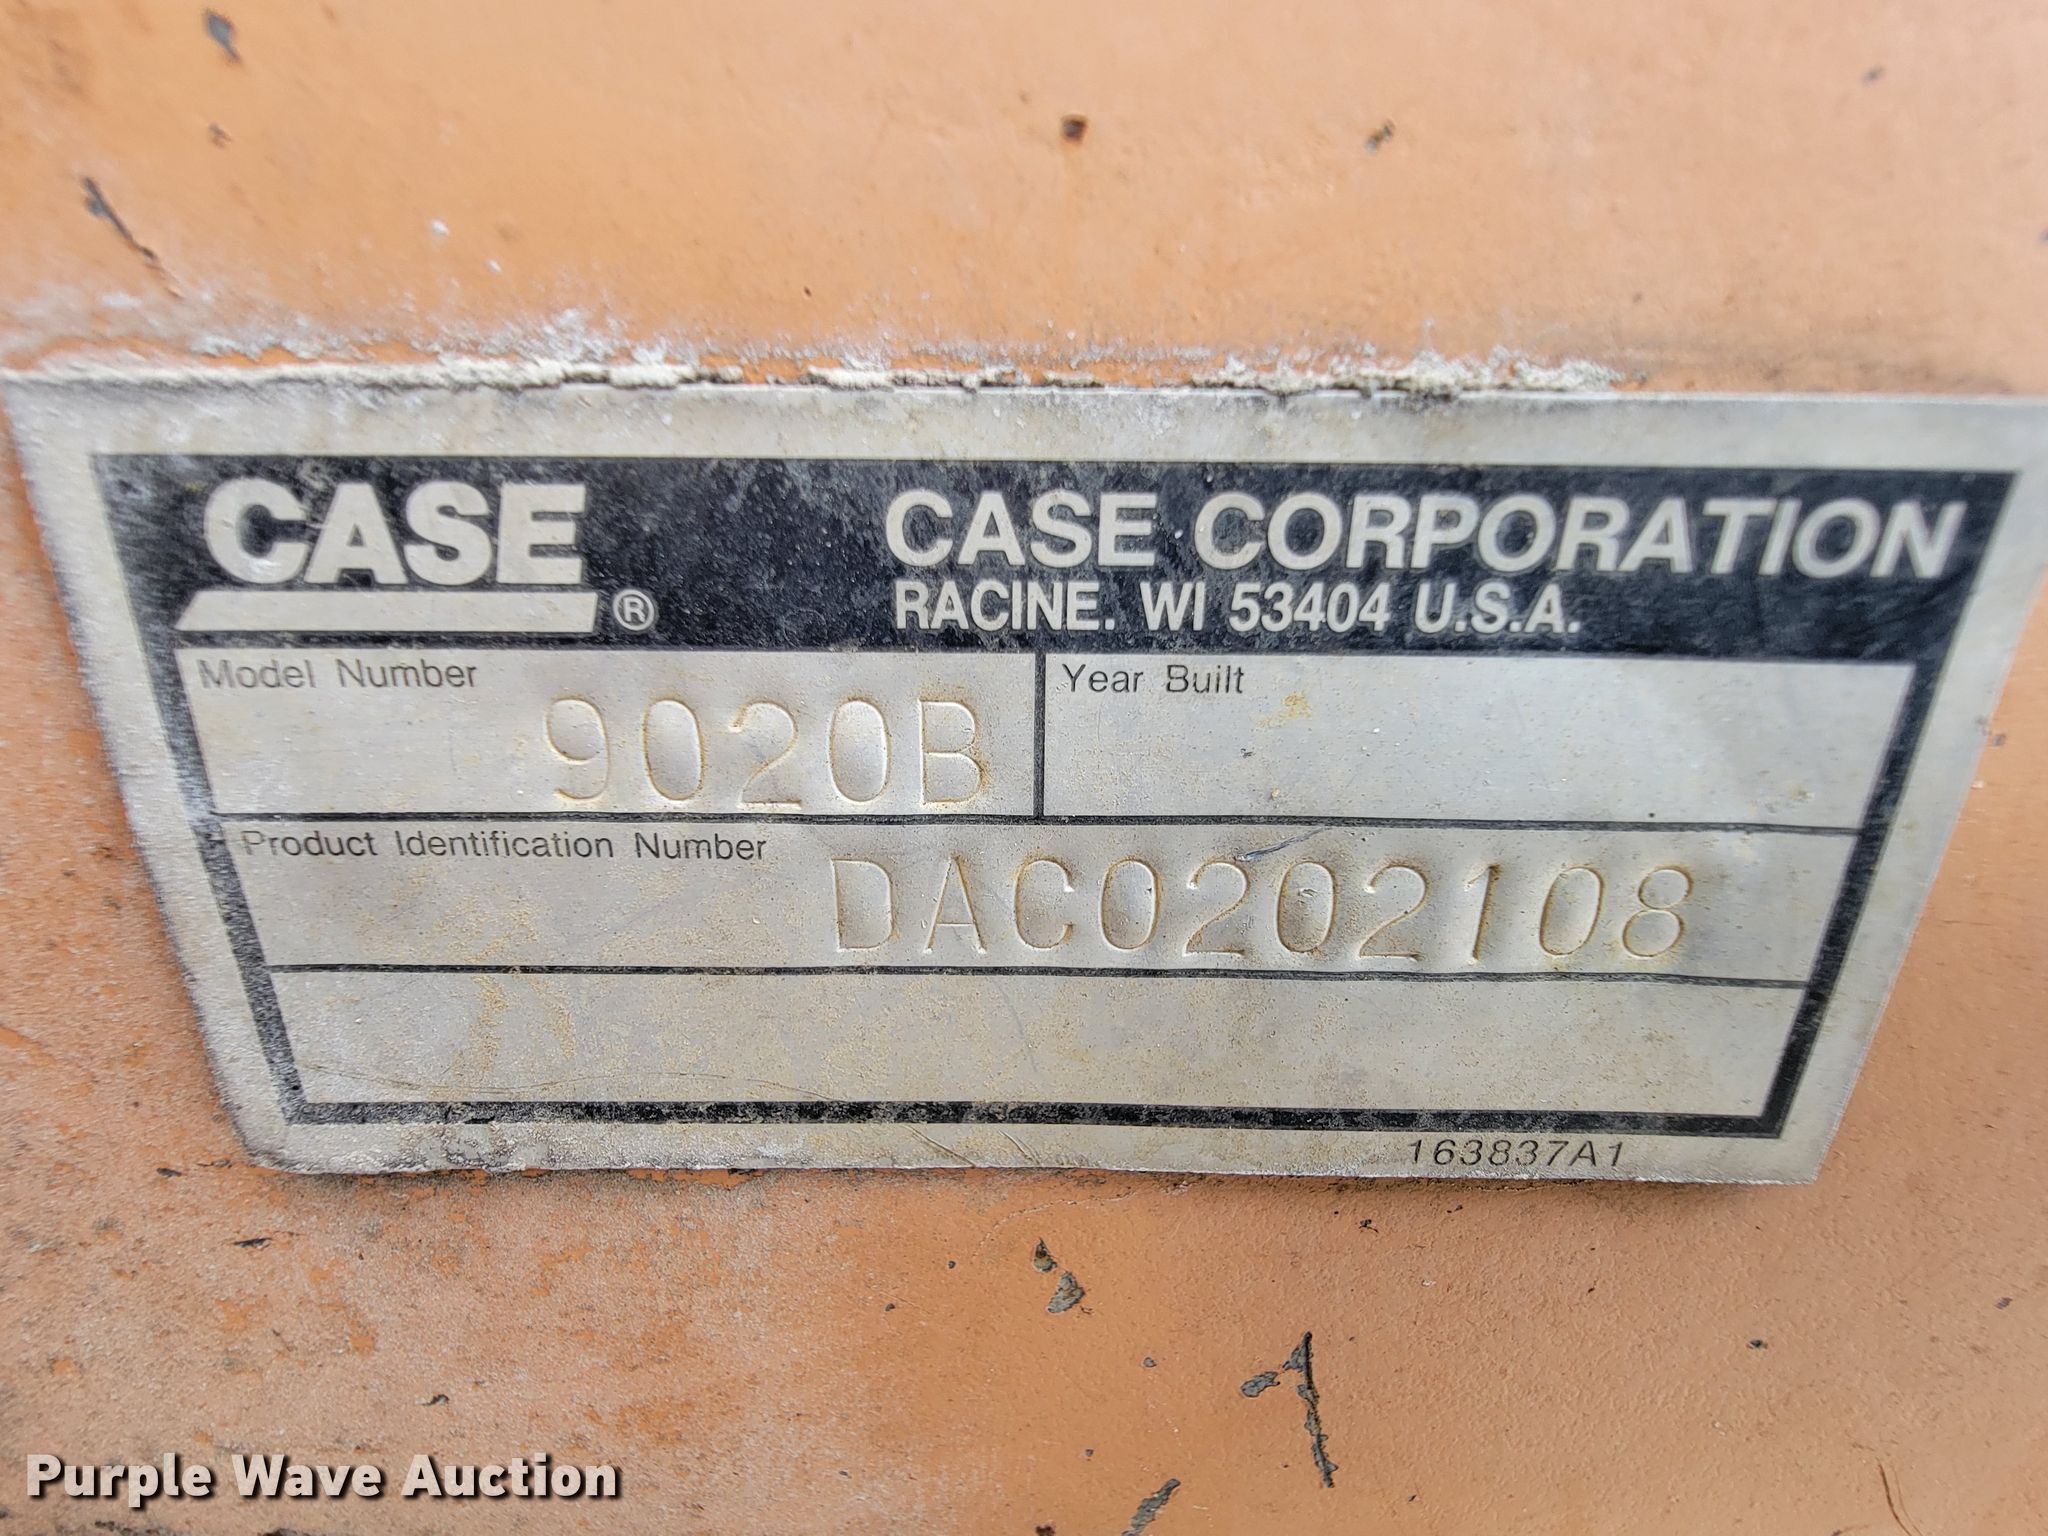 CASE ®
CASE CORPORATION
RACINE. WI 53404 U.S.A.
Model Number
9020B
Year Built
Product Identification Number
DAC0202108
163837A1
Purple Wave Auction